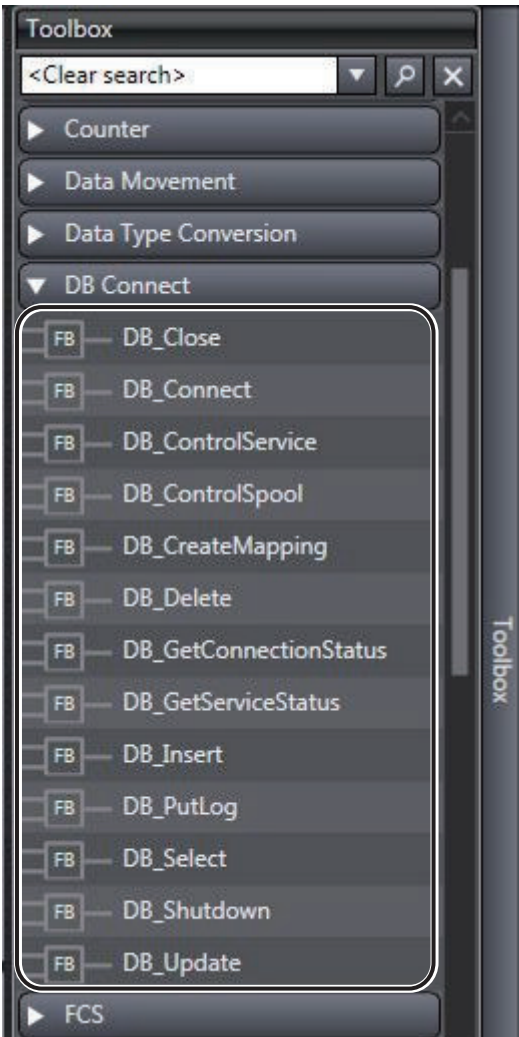 Toolbox
<Clear search>
Counter
Data Movement
Data Type Conversion
DB Connect
FB DB_Close
FB DB_Connect
FB DB_ControlService
FB DB_ControlSpool
FB DB_CreateMapping
FB DB_Delete
FB DB_GetConnectionStatus
FB DB_GetServiceStatus
FB DB_Insert
FB DB_PutLog
FB DB_Select
FB DB_Shutdown
FB DB_Update
FCS
Toolbox